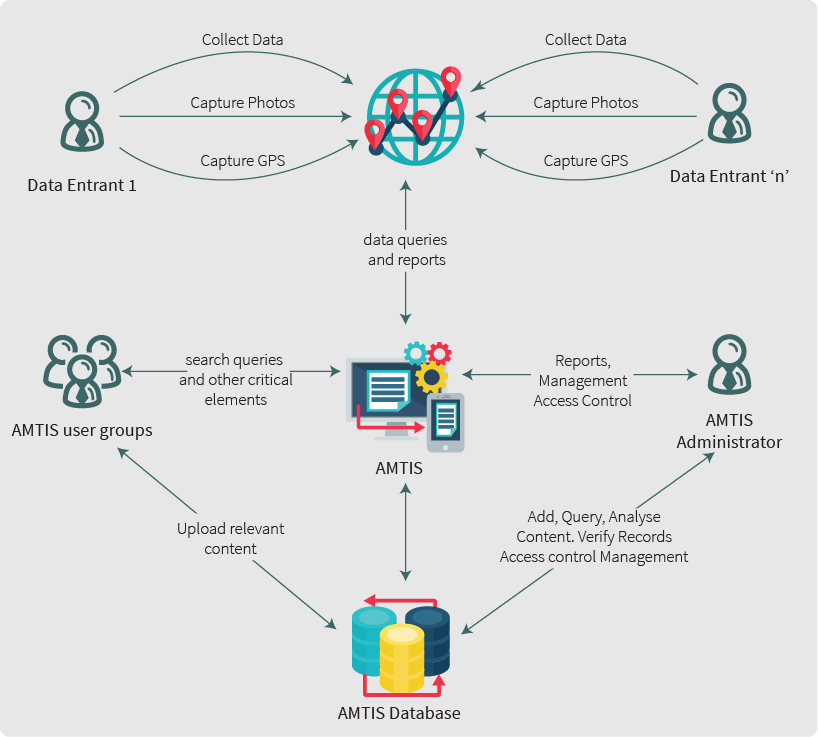 Collect Data
Collect Data
Capture Photos
Capture Photos
Capture GPS
Capture GPS
Data Entrant 1
Data Entrant ‘n’
data queries
and reports
search queries
and other critical
elements
Reports,
Management
Access Control
AMTIS user groups
AMTIS
Administrator
AMTIS
Upload relevant
content
Add, Query, Analyse
Content. Verify Records
Access control Management
AMTIS Database